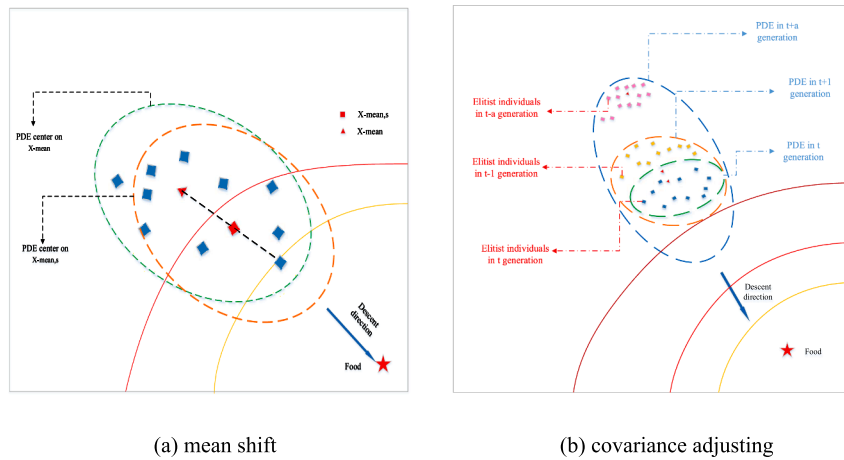 PDE center on
X-mean
PDE center on
X-mean,s
X-mean,s
X-mean
Descent
direction
Food
(a) mean shift
PDE in t+a
generation
PDE in t+1
generation
PDE in t
generation
Elitist individuals
in t-a generation
Elitist individuals
in t-1 generation
Elitist individuals
in t generation
Descent
direction
Food
(b) covariance adjusting